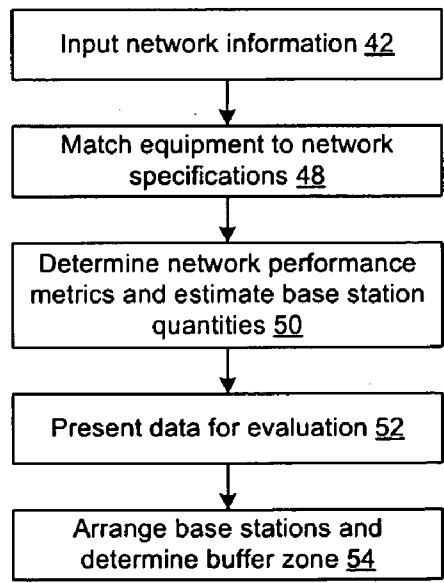 Input network information 42
Match equipment to network
specifications 48
Determine network performance
metrics and estimate base station
quantities 50
Present data for evaluation 52
Arrange base stations and
determine buffer zone 54